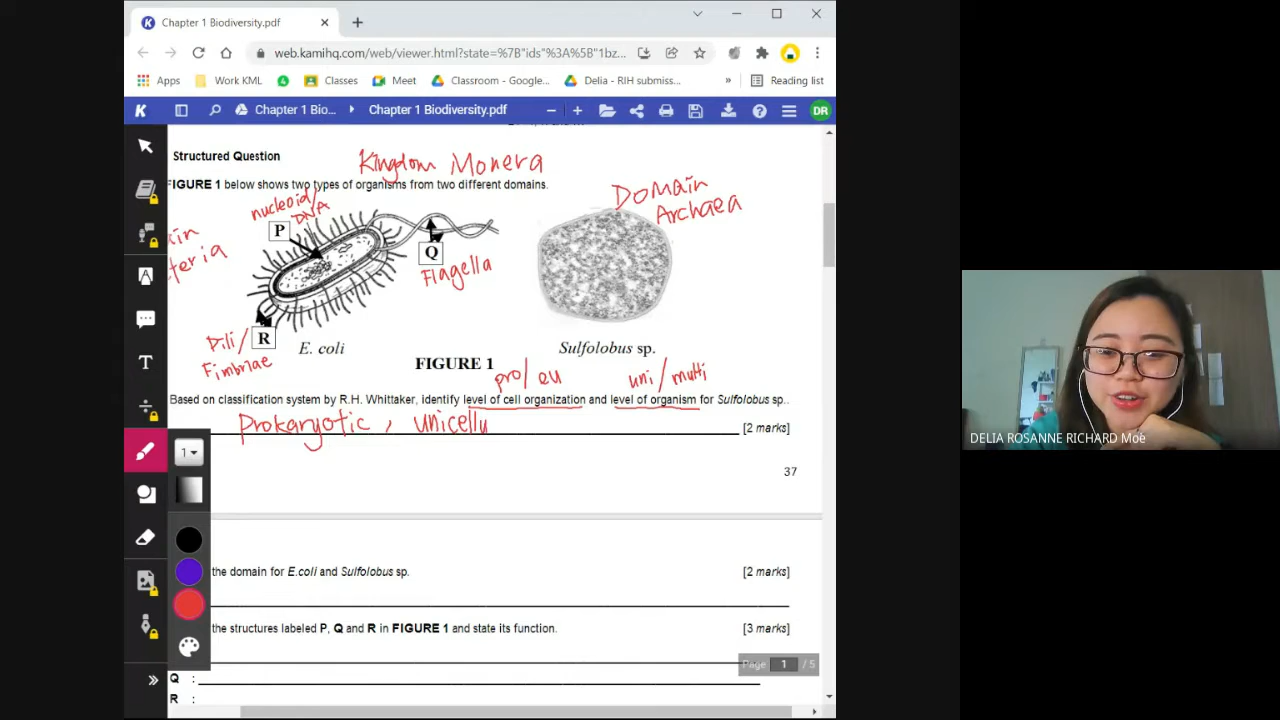 Chapter 1 Biodiversity.pdf
web.kamihq.com/web/viewer.html?state=%7B"ids"%3A%5B"1bz...
Apps Work KML Classes Meet Classroom - Google... Delia - RIH submiss... » Reading list
K Chapter 1 Bio... Chapter 1 Biodiversity.pdf DR
Structured Question
Kingdom Monera
FIGURE 1 below shows two types of organisms from two different domains.
nucleoid/
DNA
Domain
Archaea
P
Q
Flagella
teria
Pili/
Fimbriae
R
E. coli
Sulfolobus sp.
FIGURE 1
pro/eu uni/multi
Based on classification system by R.H. Whittaker, identify level of cell organization and level of organism for Sulfolobus sp..
Prokaryotic, unicellu
[2 marks]
37
the domain for E.coli and Sulfolobus sp. [2 marks]
the structures labeled P, Q and R in FIGURE 1 and state its function. [3 marks]
Page 1 / 5
Q :
R :
T
1
DELIA ROSANNE RICHARD Moe